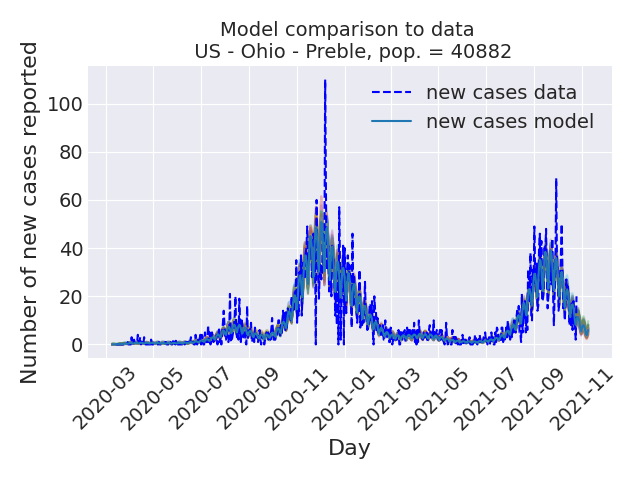 Model comparison to data
US - Ohio - Preble, pop. = 40882
Number of new cases reported
100
80
60
40
20
0
new cases data
new cases model
2020-03
2020-05
2020-07
2020-09
2020-11
2021-01
2021-03
2021-05
2021-07
2021-09
2021-11
Day